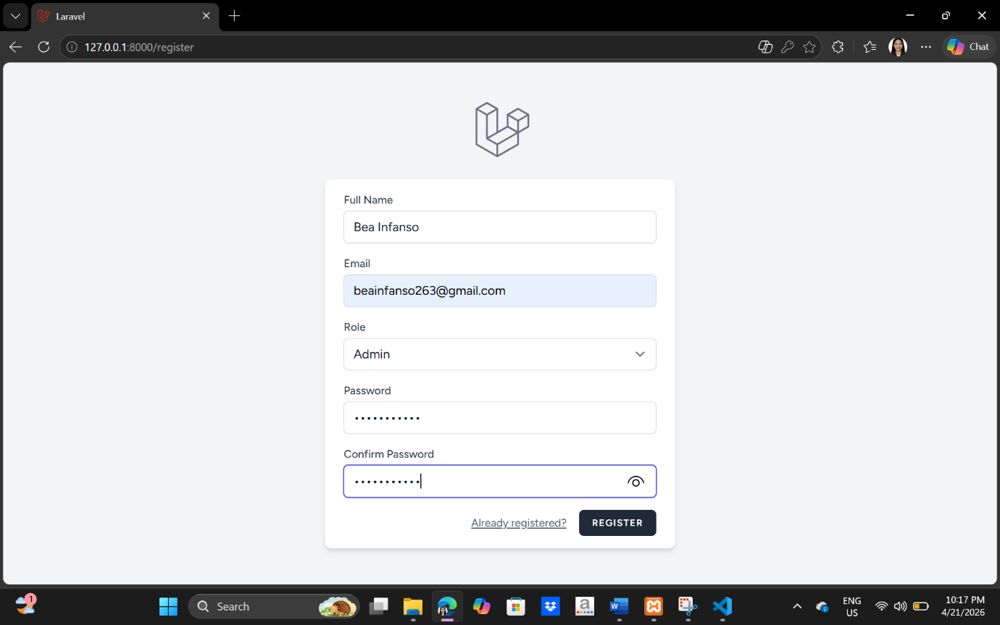 Laravel
127.0.0.1:8000/register
Chat
Full Name
Bea Infanso
Email
beainfanso263@gmail.com
Role
Admin
Password
•••••••••••
Confirm Password
•••••••••••
Already registered?
REGISTER
1
Search
a
W
ENG
US
10:17 PM
4/21/2026